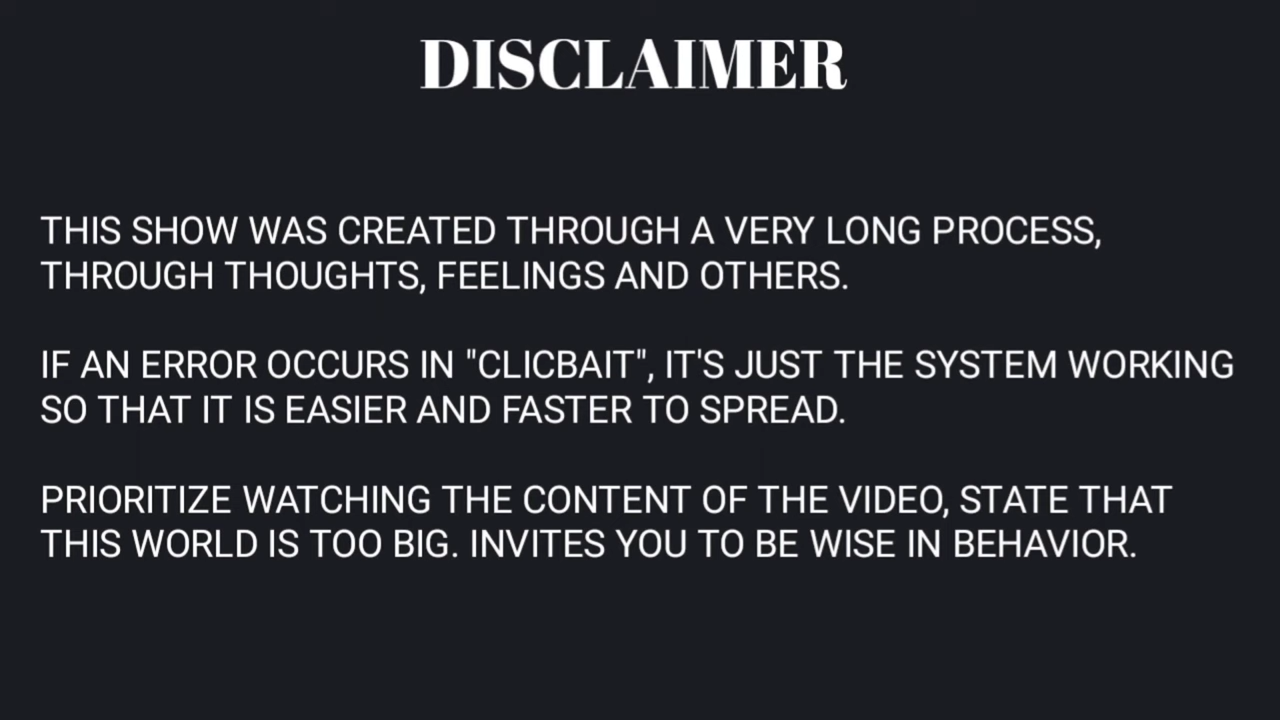 DISCLAIMER
THIS SHOW WAS CREATED THROUGH A VERY LONG PROCESS,
THROUGH THOUGHTS, FEELINGS AND OTHERS.
IF AN ERROR OCCURS IN "CLICBAIT", IT'S JUST THE SYSTEM WORKING
SO THAT IT IS EASIER AND FASTER TO SPREAD.
PRIORITIZE WATCHING THE CONTENT OF THE VIDEO, STATE THAT
THIS WORLD IS TOO BIG. INVITES YOU TO BE WISE IN BEHAVIOR.